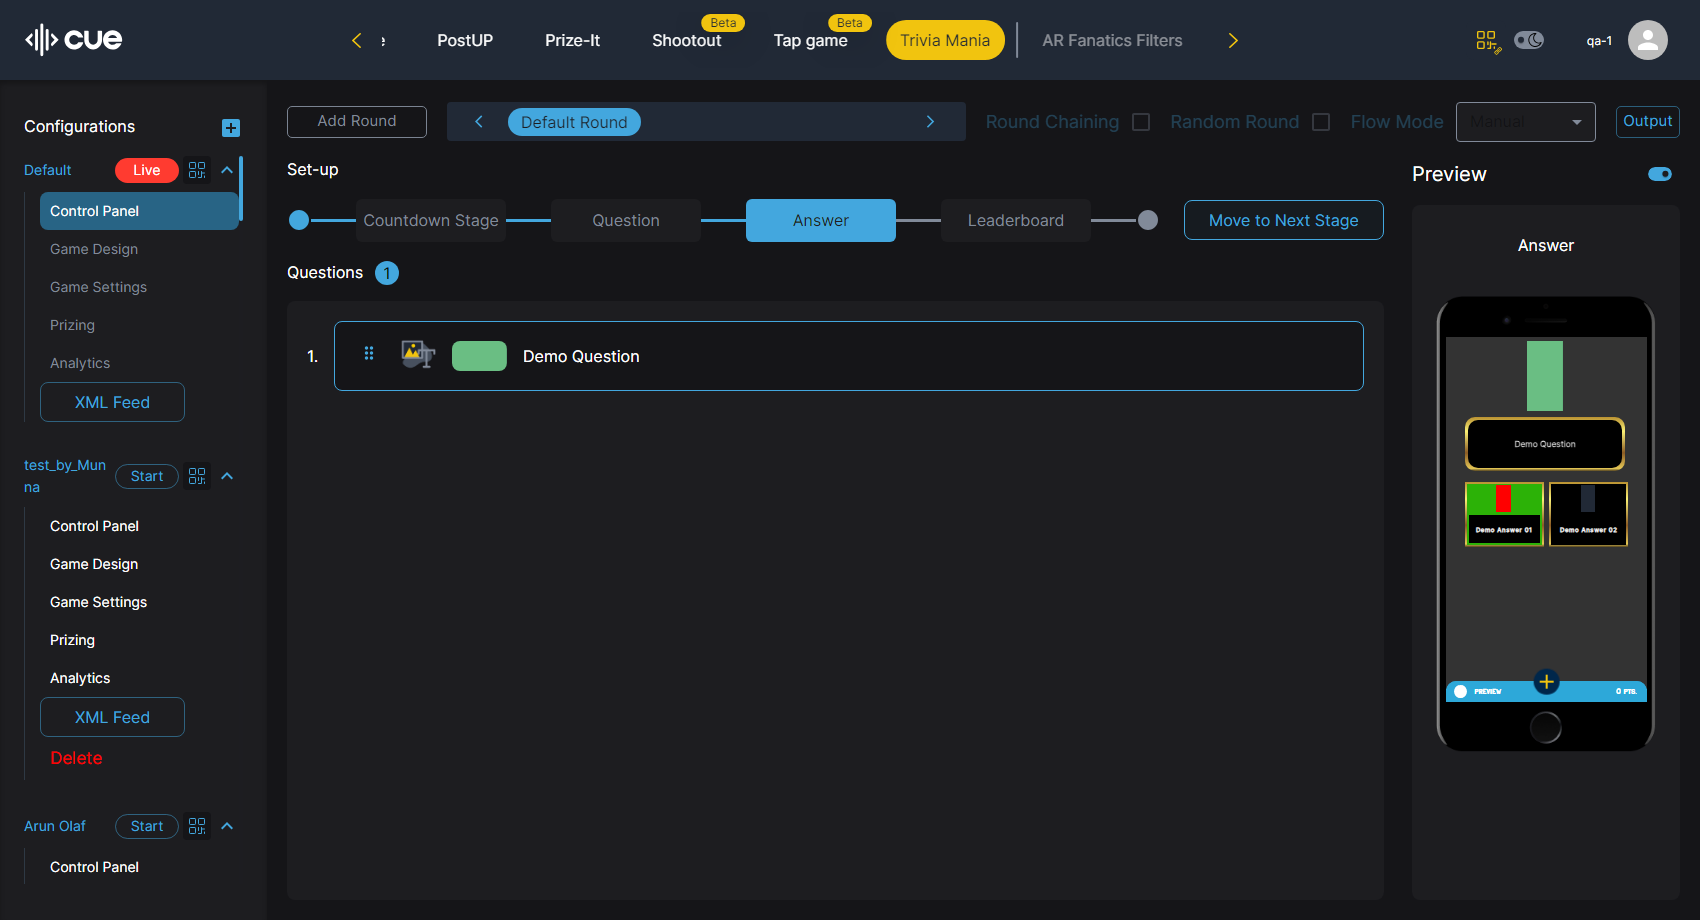 cue
PostUP
Prize-It
Beta
Shootout
Beta
Tap game
Trivia Mania
AR Fanatics Filters
qa-1
Configurations
Default
Live
Control Panel
Game Design
Game Settings
Prizing
Analytics
XML Feed
test_by_Mun
na
Start
Control Panel
Game Design
Game Settings
Prizing
Analytics
XML Feed
Delete
Arun Olaf
Start
Control Panel
Add Round
Default Round
Round Chaining
Random Round
Flow Mode
Manual
Output
Set-up
Countdown Stage
Question
Answer
Leaderboard
Move to Next Stage
Questions 1
1.
Demo Question
Preview
Answer
Demo Question
Demo Answer 01
Demo Answer 02
PREVIEW
0 PTS.